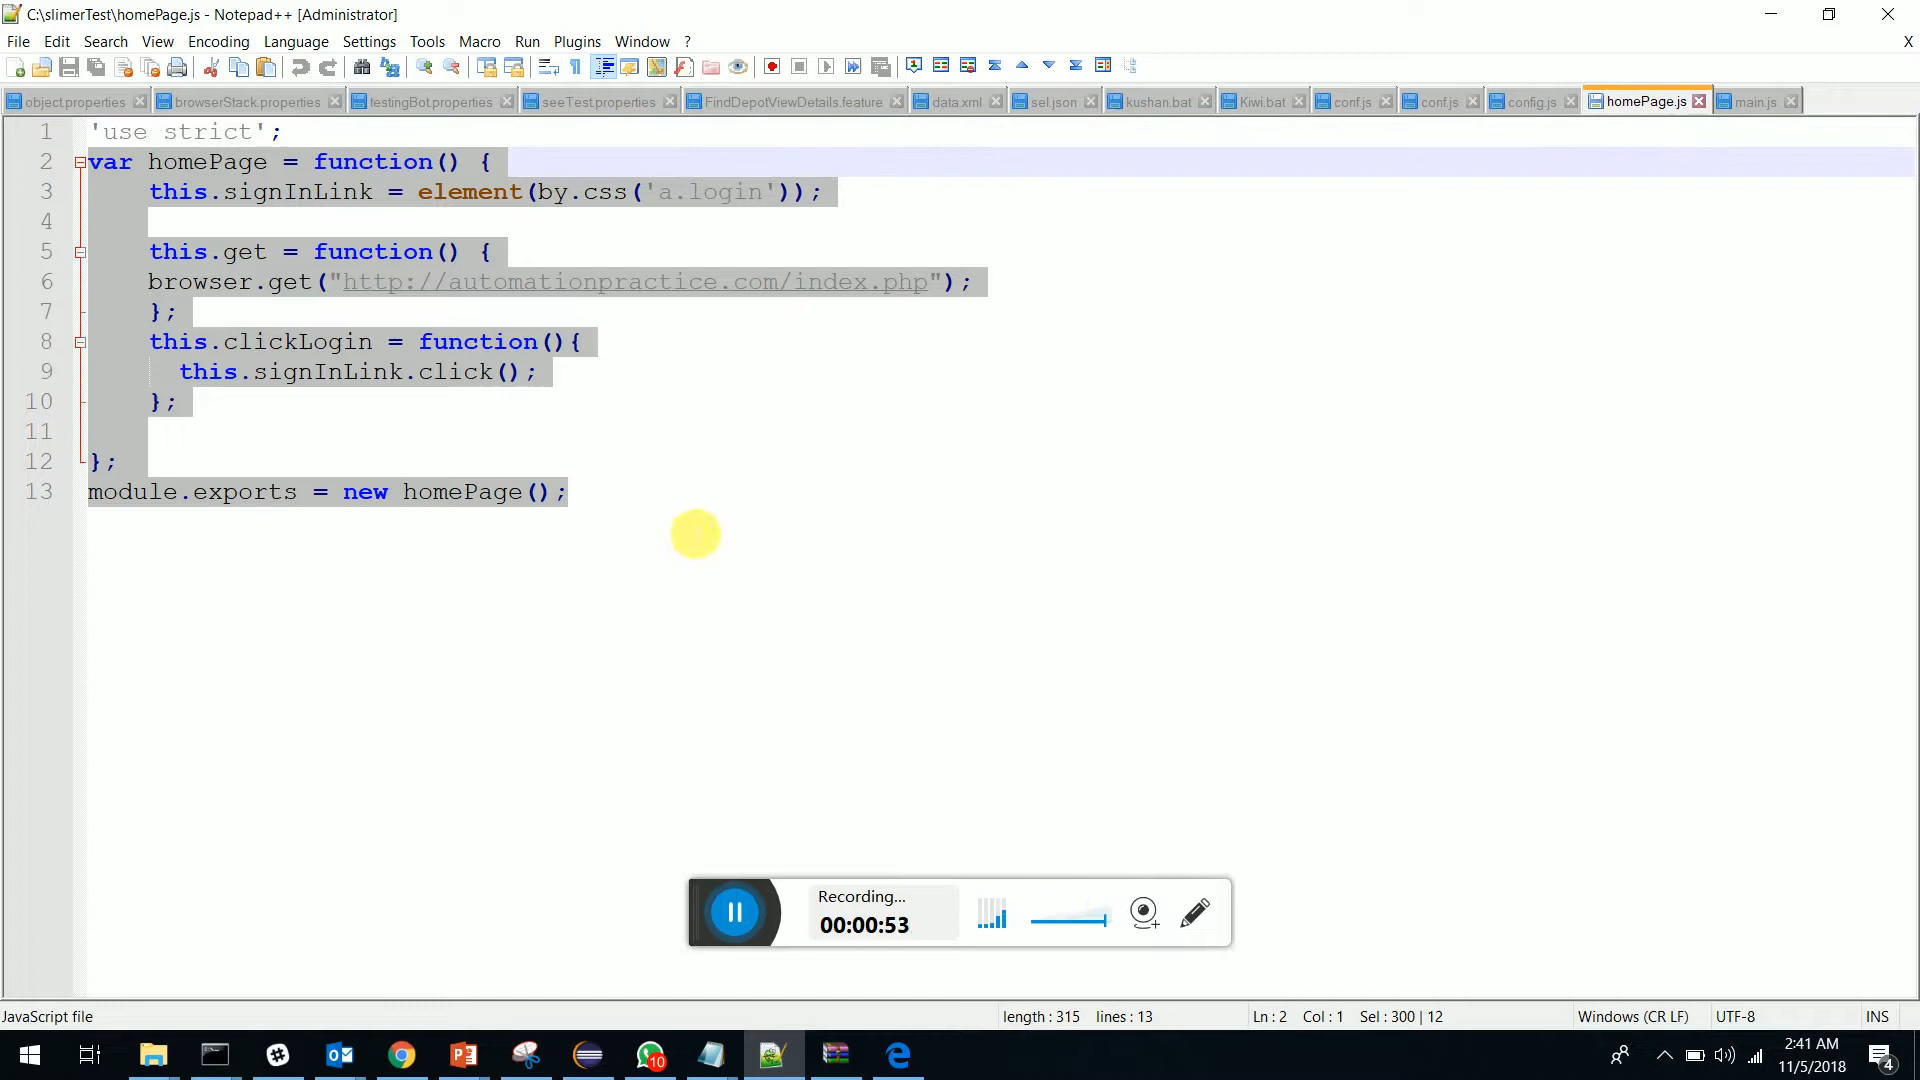 C:\slimerTest\homePage.js - Notepad++ [Administrator]
File Edit Search View Encoding Language Settings Tools Macro Run Plugins Window ? X
object.properties browserStack.properties testingBot.properties seeTest.properties FindDepotViewDetails.feature data.xml sel.json kushan.bat Kiwi.bat conf.js conf.js config.js homePage.js main.js
1 'use strict';
2 var homePage = function() {
3 this.signInLink = element(by.css('a.login'));
4
5 this.get = function() {
6 browser.get("http://automationpractice.com/index.php");
7 };
8 this.clickLogin = function(){
9 this.signInLink.click();
10 };
11
12 };
13 module.exports = new homePage();
Recording...
00:00:53
JavaScript file length : 315 lines : 13 Ln : 2 Col : 1 Sel : 300 | 12 Windows (CR LF) UTF-8 INS
10
2:41 AM
11/5/2018
4